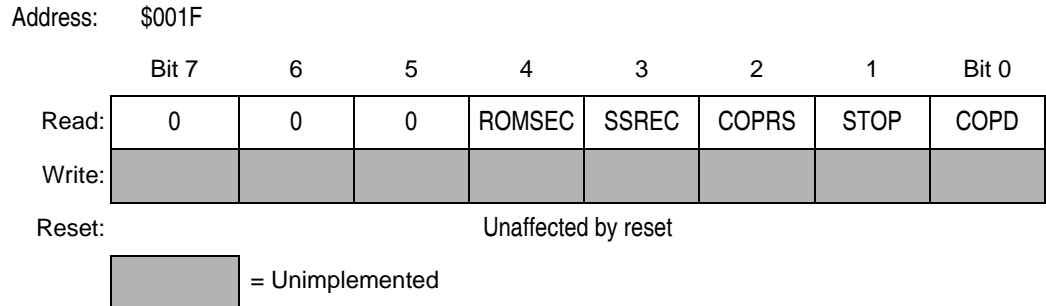 Address: $001F
Bit 7 6 5 4 3 2 1 Bit 0
Read: 0 0 0 ROMSEC SSREC COPRS STOP COPD
Write:
Reset: Unaffected by reset
= Unimplemented